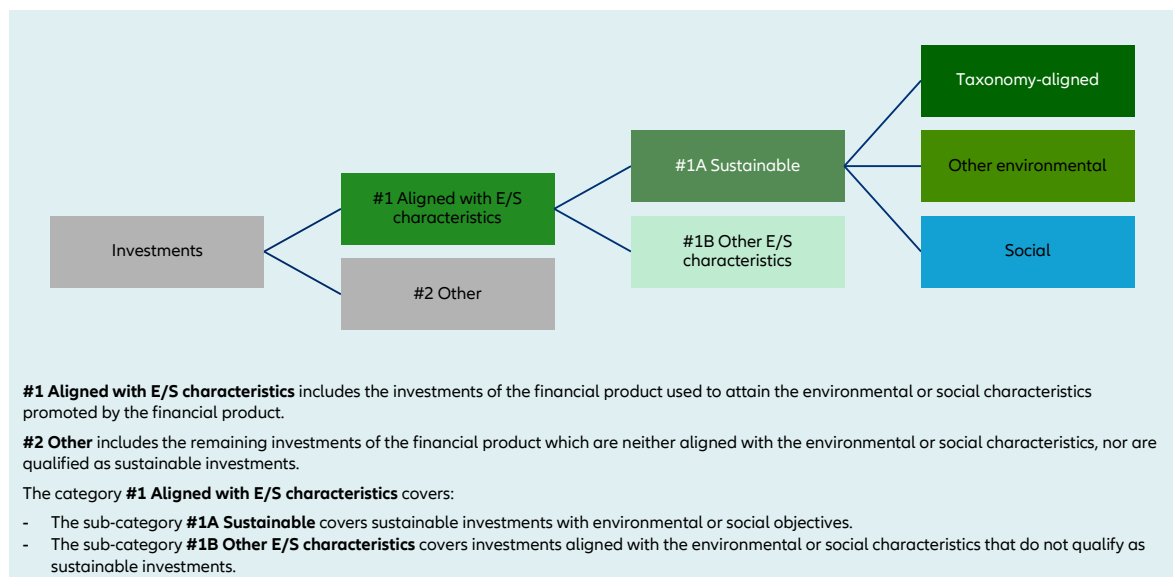 Taxonomy-aligned
#1A Sustainable
Other environmental
#1 Aligned with E/S
characteristics
Investments
#1B Other E/S
characteristics
Social
#2 Other
#1 Aligned with E/S characteristics includes the investments of the financial product used to attain the environmental or social characteristics
promoted by the financial product.
#2 Other includes the remaining investments of the financial product which are neither aligned with the environmental or social characteristics, nor are
qualified as sustainable investments.
The category #1 Aligned with E/S characteristics covers:
- The sub-category #1A Sustainable covers sustainable investments with environmental or social objectives.
- The sub-category #1B Other E/S characteristics covers investments aligned with the environmental or social characteristics that do not qualify as
sustainable investments.